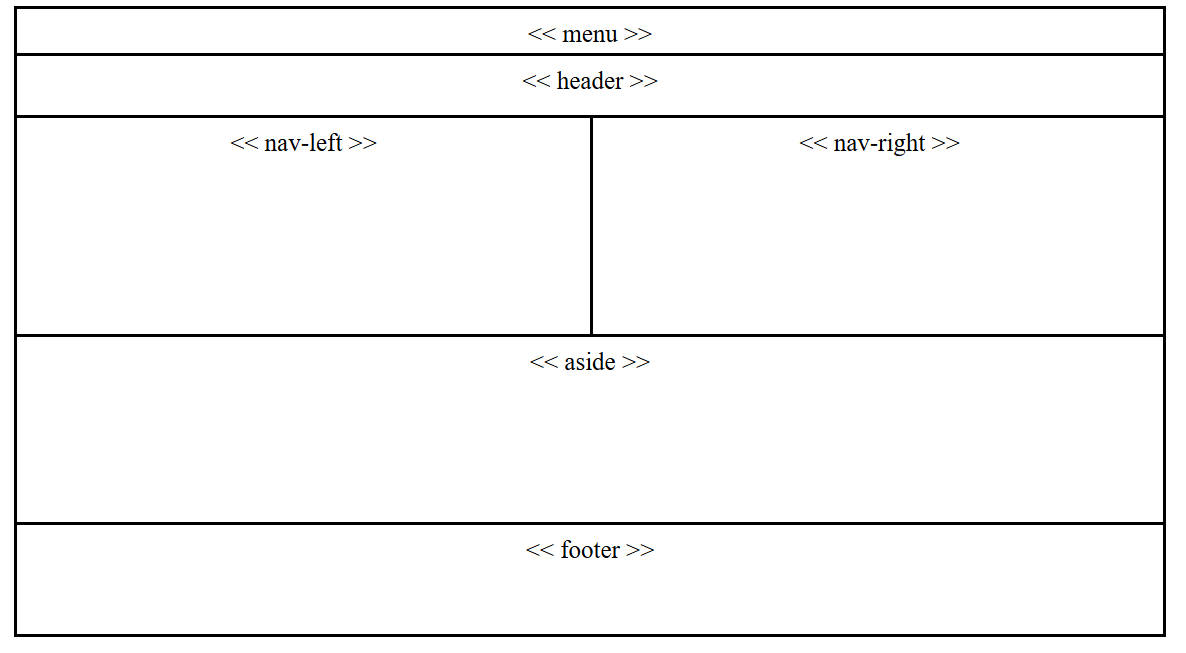 << menu >>
<< header >>
<< nav-left >>
<< nav-right >>
<< aside >>
<< footer >>